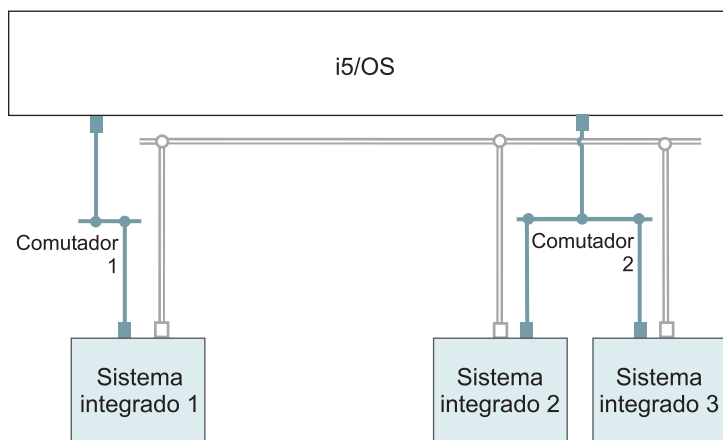 i5/OS
Comutador
1
Comutador
2
Sistema
integrado 1
Sistema
integrado 2
Sistema
integrado 3